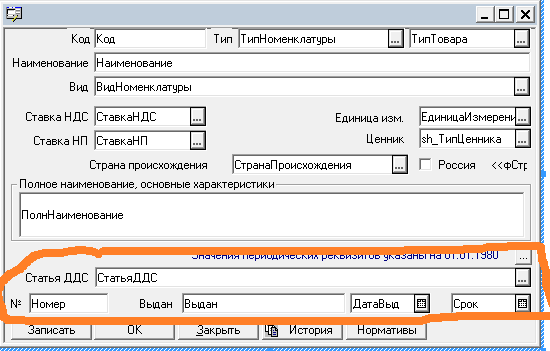 Код Код Тип ТипНоменклатуры ... ТипТовара ...
Наименование Наименование
Вид ВидНоменклатуры ...
Ставка НДС СтавкаНДС ... Единица изм. ЕдиницаИзмерени ...
Ставка НП СтавкаНП ... Ценник sh_ТипЦенника ...
Страна происхождения СтранаПроисхождения ... Россия <<фСтр
Полное наименование, основные характеристики
ПолнНаименование
Значения периодических реквизитов указаны на 01.01.1980 ...
Статья ДДС СтатьяДДС ...
№ Номер Выдан Выдан ДатаВыд Срок
Записать OK Закрыть История Нормативы